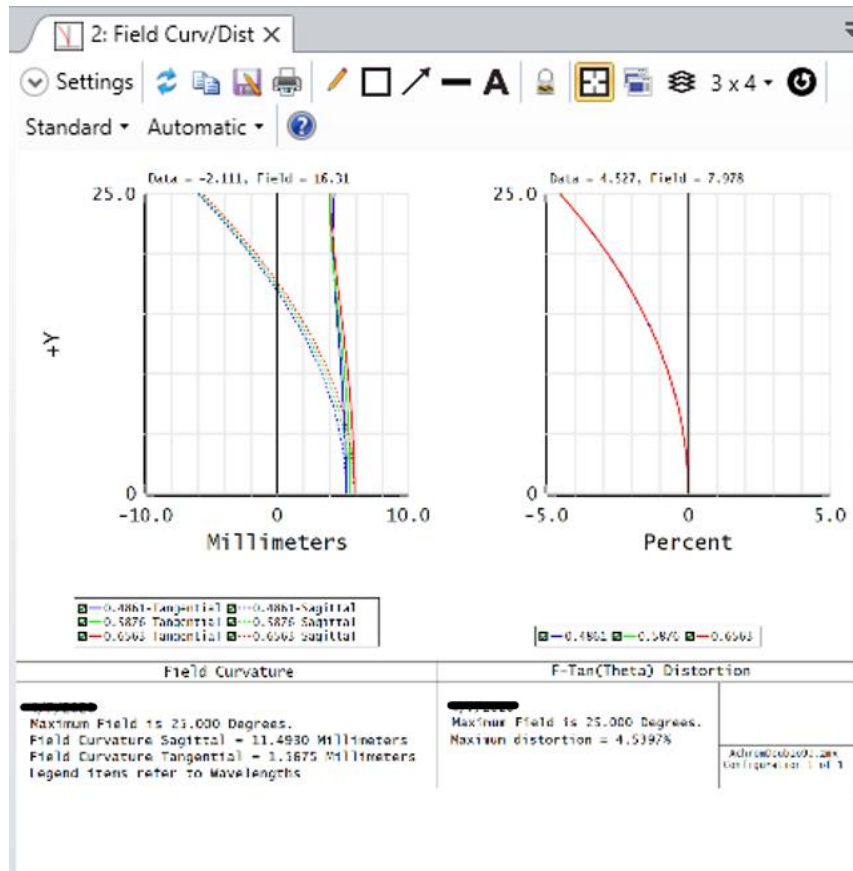 2: Field Curv/Dist
Settings
3 x 4
Standard
Automatic
Data = -2.111, Field = 16.31
25.0
+Y
0
-10.0
0
10.0
Millimeters
0.4861-Tangential 0.4861-Sagittal
0.5876 Tangential 0.5876 Sagittal
0.6563 Tangential 0.6563 Sagittal
Data = 4.527, Field = 7.978
25.0
0
-5.0
0
5.0
Percent
0.4861 0.5876 0.6563
Field Curvature
Maximum Field is 25.000 Degrees.
Field Curvature Sagittal = 11.4930 Millimeters
Field Curvature Tangential = Millimeters
Legend items refer to Wavelengths
F-Tan(Theta) Distortion
Maximum Field is 25.000 Degrees.
Maximum distortion = 4.5397%
Configuration 1 of 1